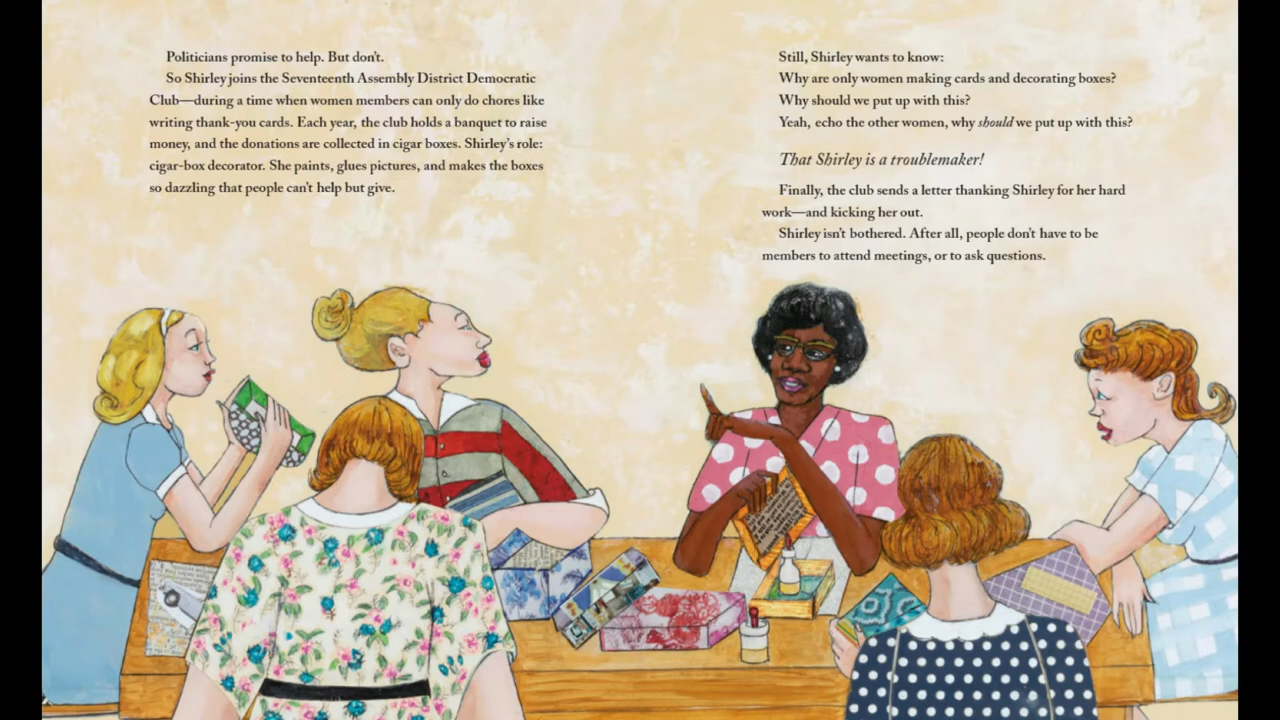 Politicians promise to help. But don't.
So Shirley joins the Seventeenth Assembly District Democratic
Club—during a time when women members can only do chores like
writing thank-you cards. Each year, the club holds a banquet to raise
money, and the donations are collected in cigar boxes. Shirley's role:
cigar-box decorator. She paints, glues pictures, and makes the boxes
so dazzling that people can't help but give.
Still, Shirley wants to know:
Why are only women making cards and decorating boxes?
Why should we put up with this?
Yeah, echo the other women, why should we put up with this?
That Shirley is a troublemaker!
Finally, the club sends a letter thanking Shirley for her hard
work—and kicking her out.
Shirley isn't bothered. After all, people don't have to be
members to attend meetings, or to ask questions.